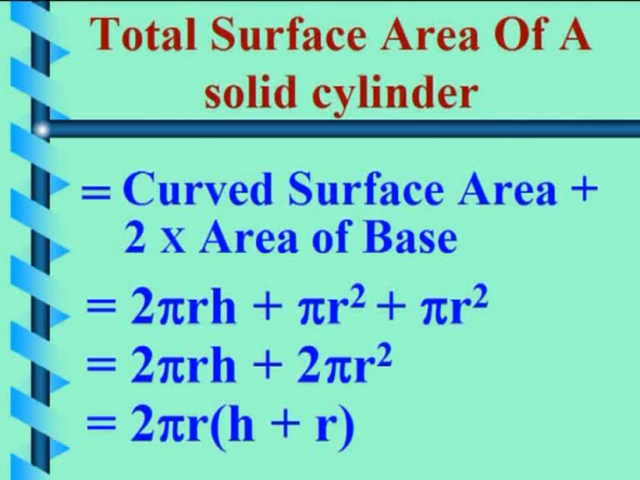 Total Surface Area Of A
solid cylinder
= Curved Surface Area +
2 x Area of Base
= 2πrh + πr² + πr²
= 2πrh + 2πr²
= 2πr(h + r)